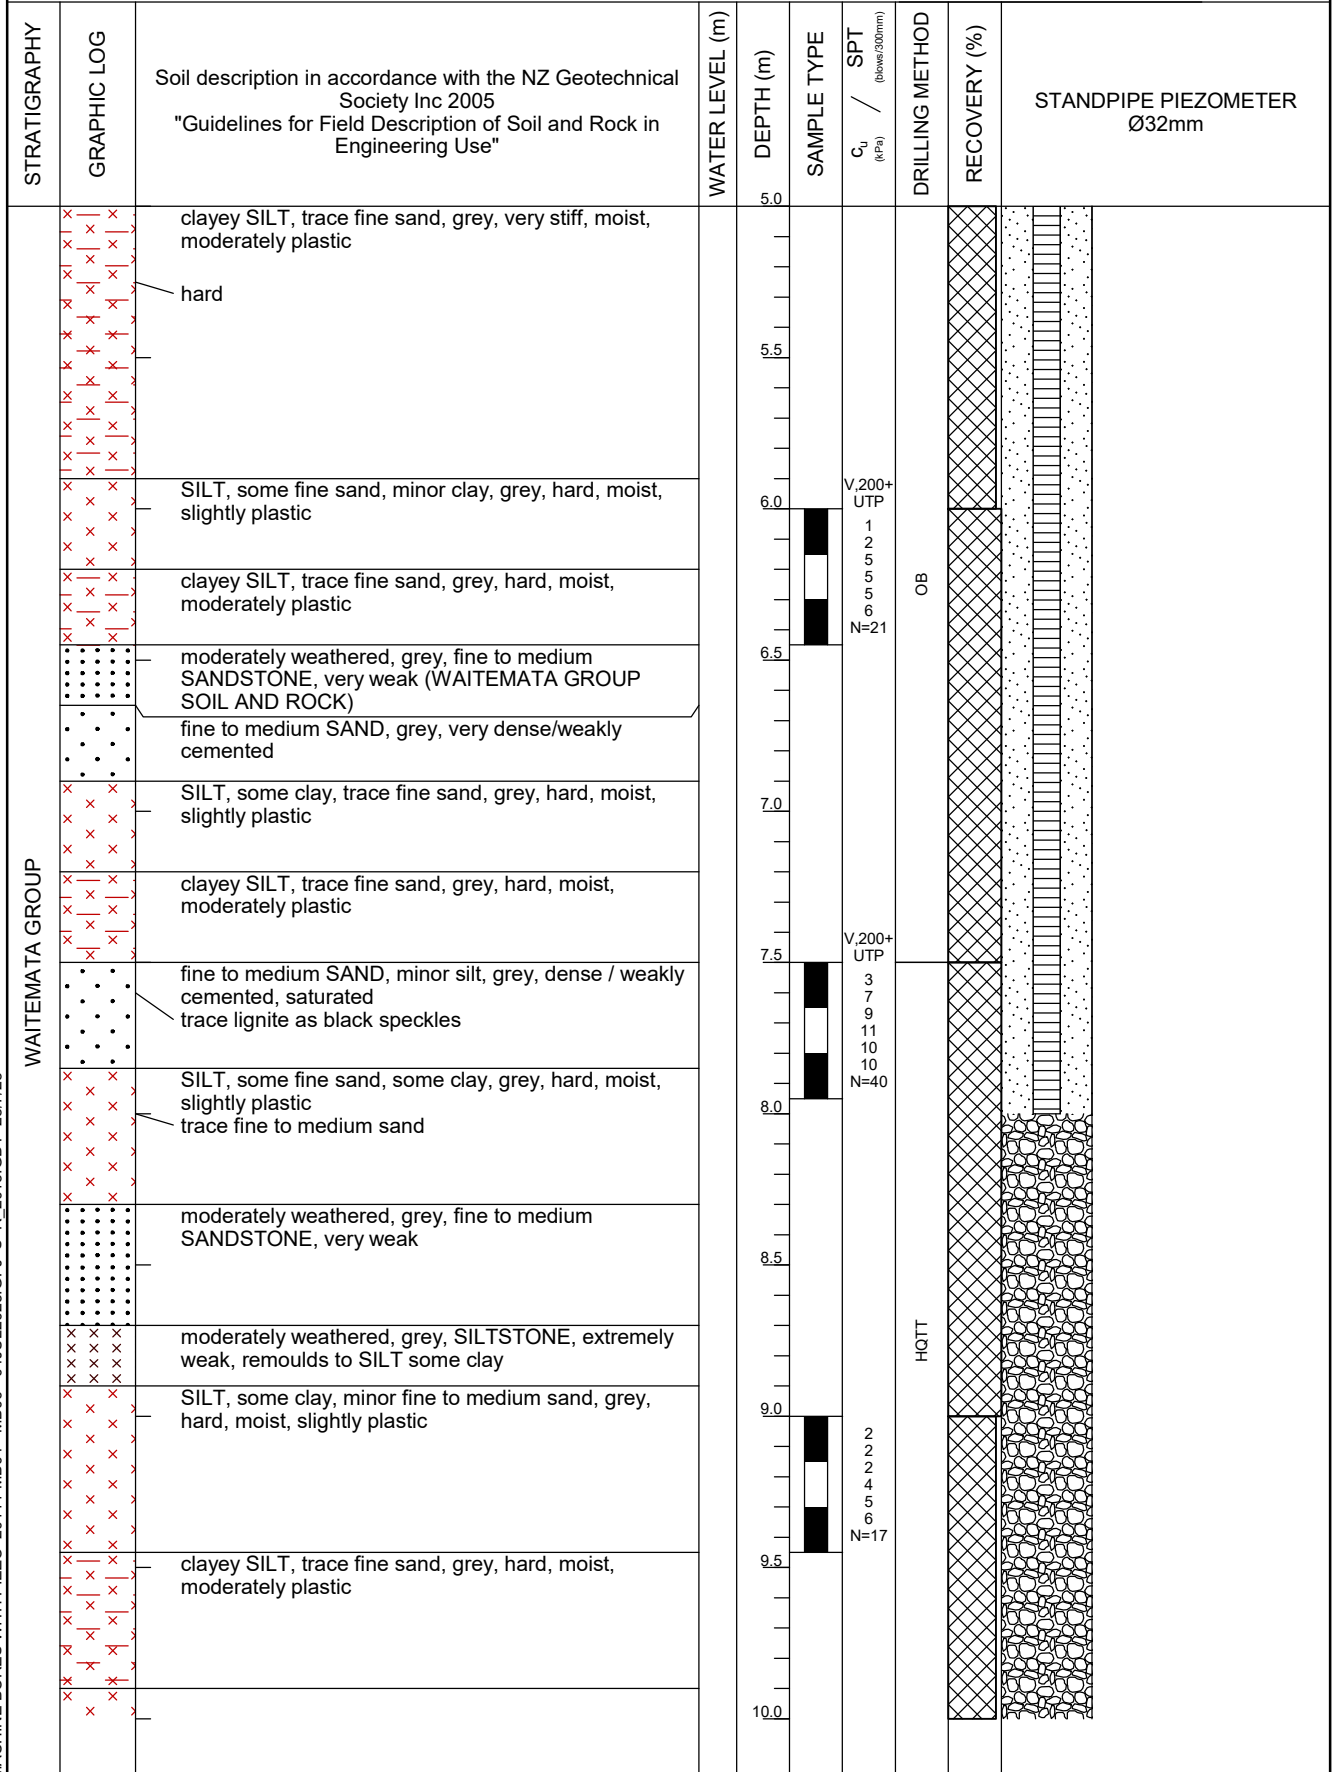 STRATIGRAPHY
GRAPHIC LOG
Soil description in accordance with the NZ Geotechnical
Society Inc 2005
"Guidelines for Field Description of Soil and Rock in
Engineering Use"
WATER LEVEL (m)
DEPTH (m)
SAMPLE TYPE
cu (kPa) / SPT (blows/300mm)
DRILLING METHOD
RECOVERY (%)
STANDPIPE PIEZOMETER
Ø32mm
5.0
clayey SILT, trace fine sand, grey, very stiff, moist,
moderately plastic
hard
5.5
SILT, some fine sand, minor clay, grey, hard, moist,
slightly plastic
V,200+
UTP
6.0
1
2
5
5
5
6
N=21
clayey SILT, trace fine sand, grey, hard, moist,
moderately plastic
OB
6.5
moderately weathered, grey, fine to medium
SANDSTONE, very weak (WAITEMATA GROUP
SOIL AND ROCK)
fine to medium SAND, grey, very dense/weakly
cemented
SILT, some clay, trace fine sand, grey, hard, moist,
slightly plastic
7.0
WAITEMATA GROUP
clayey SILT, trace fine sand, grey, hard, moist,
moderately plastic
V,200+
UTP
7.5
fine to medium SAND, minor silt, grey, dense / weakly
cemented, saturated
trace lignite as black speckles
3
7
9
11
10
10
N=40
SILT, some fine sand, some clay, grey, hard, moist,
slightly plastic
trace fine to medium sand
8.0
moderately weathered, grey, fine to medium
SANDSTONE, very weak
8.5
moderately weathered, grey, SILTSTONE, extremely
weak, remoulds to SILT some clay
HQTT
SILT, some clay, minor fine to medium sand, grey,
hard, moist, slightly plastic
9.0
2
2
2
4
5
6
N=17
clayey SILT, trace fine sand, grey, hard, moist,
moderately plastic
9.5
10.0